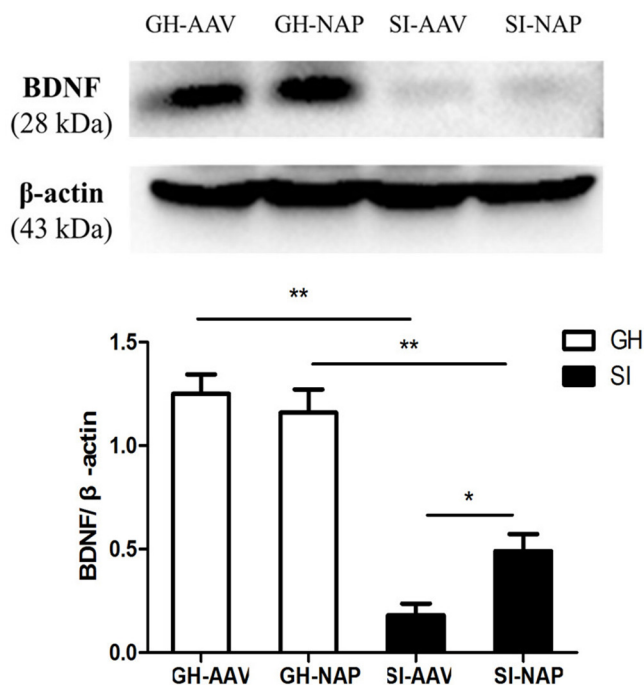 GH-AAV GH-NAP SI-AAV SI-NAP
BDNF
(28 kDa)
β-actin
(43 kDa)
**
**
*
GH
SI
1.5
1.0
0.5
0.0
BDNF/ β -actin
GH-AAV GH-NAP SI-AAV SI-NAP